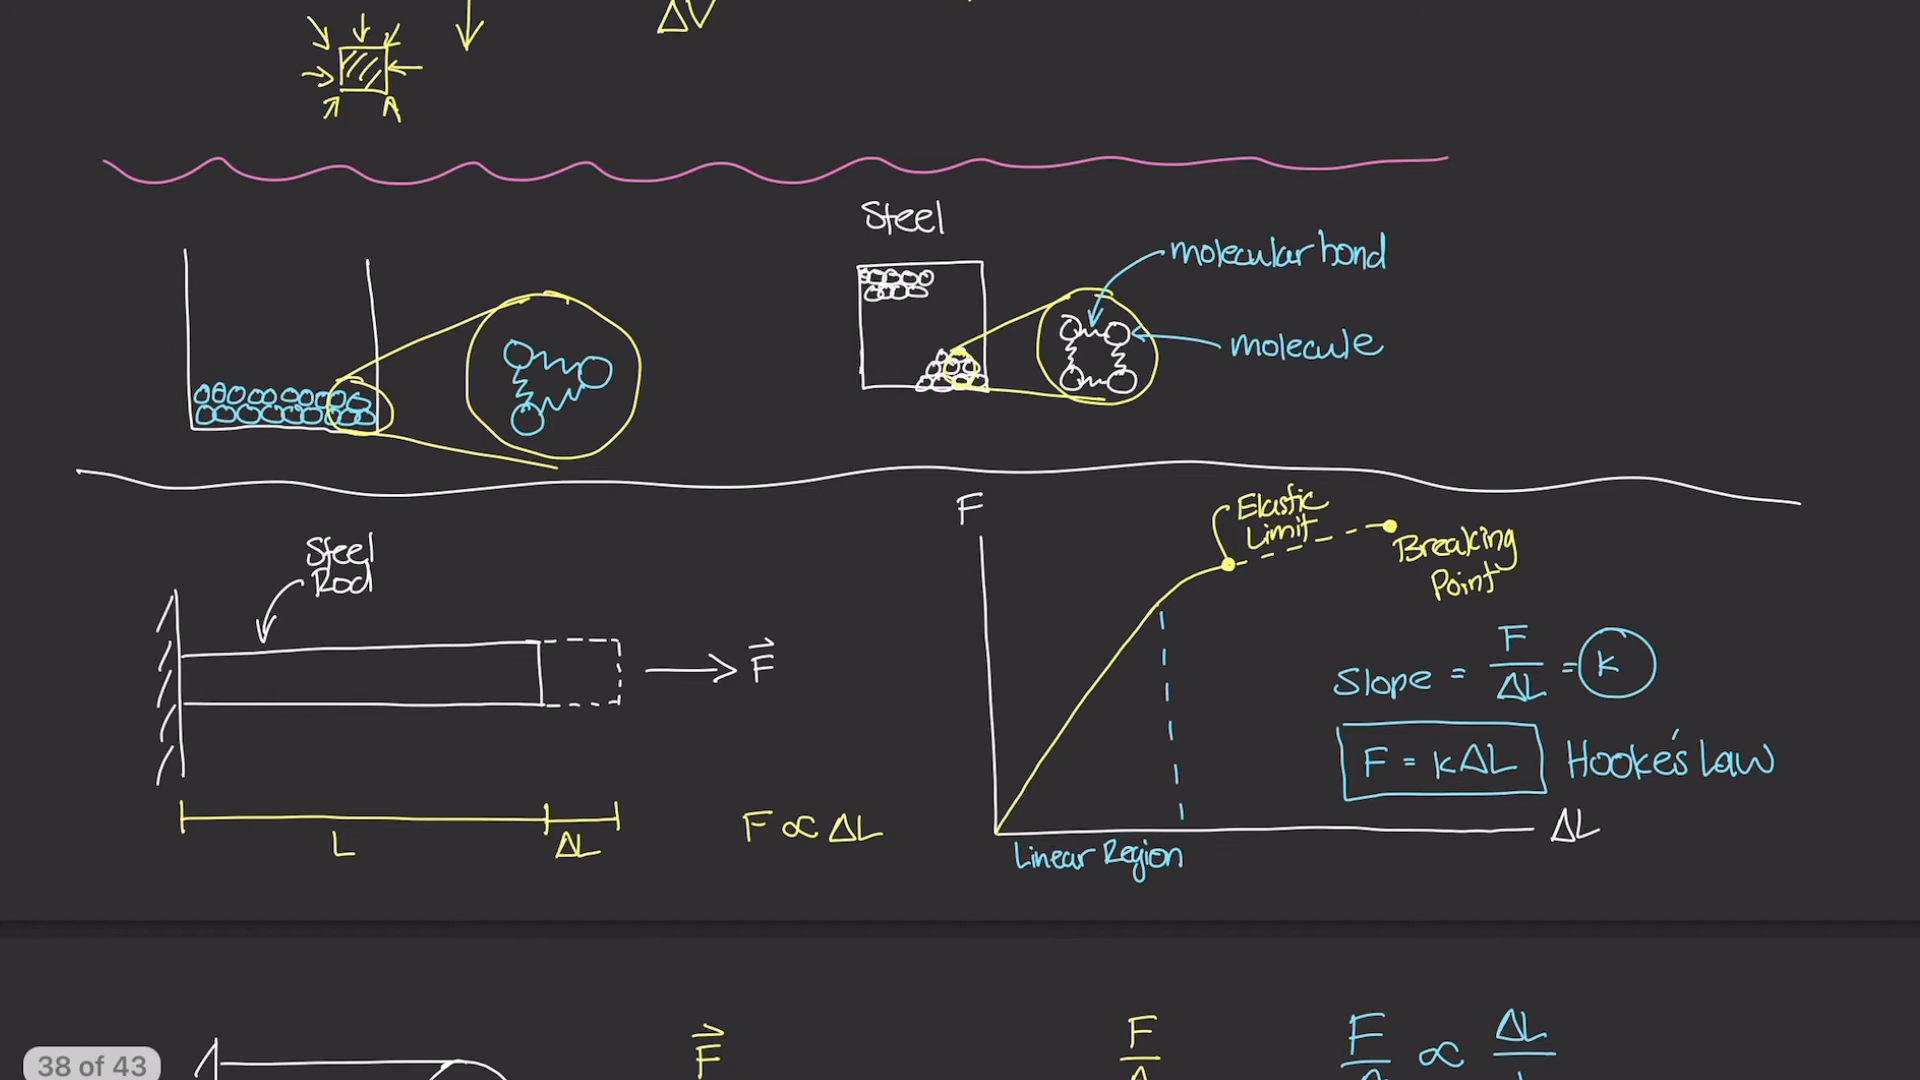 ΔV
Steel
molecular bond
molecule
F
Elastic
Limit
Breaking
Point
Steel
Rod
F
Slope = F/ΔL = k
F = kΔL Hooke's Law
L
ΔL
F ∝ ΔL
ΔL
Linear Region
38 of 43
F
F
F ∝ ΔL